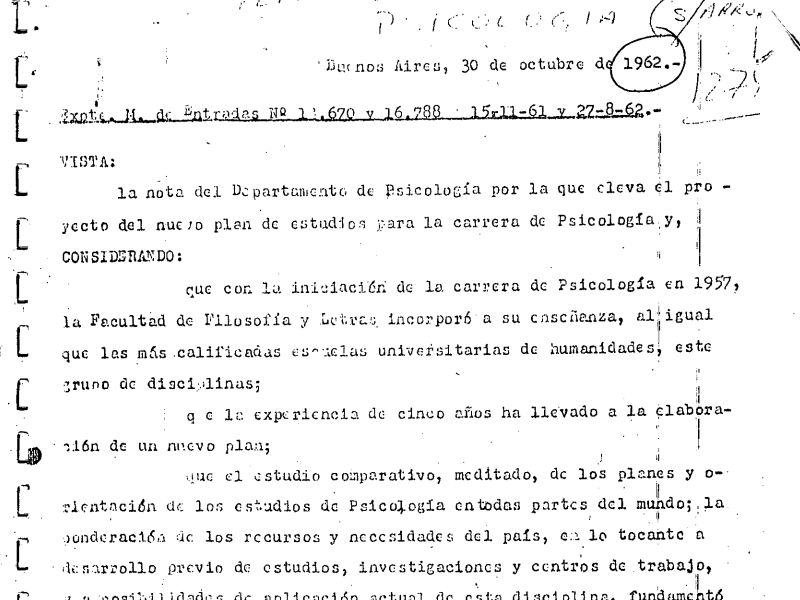 PSICOLOGIA S/ARRO
1275
Buenos Aires, 30 de octubre de 1962.-
Expte. M. de Entradas Nº 11.670 y 16.788 15-11-61 y 27-8-62.-
VISTA:
la nota del Departamento de Psicología por la que eleva el pro -
yecto del nuevo plan de estudios para la carrera de Psicología y,
CONSIDERANDO:
que con la iniciación de la carrera de Psicología en 1957,
la Facultad de Filosofía y Letras incorporó a su enseñanza, al igual
que las más calificadas escuelas universitarias de humanidades, este
grupo de disciplinas;
que la experiencia de cinco años ha llevado a la elabora-
ción de un nuevo plan;
que el estudio comparativo, meditado, de los planes y o-
rientación de los estudios de Psicología entodas partes del mundo; la
ponderación de los recursos y necesidades del país, en lo tocante a
desarrollo previo de estudios, investigaciones y centros de trabajo,
posibilidades de aplicación actual de esta disciplina, fundamentó